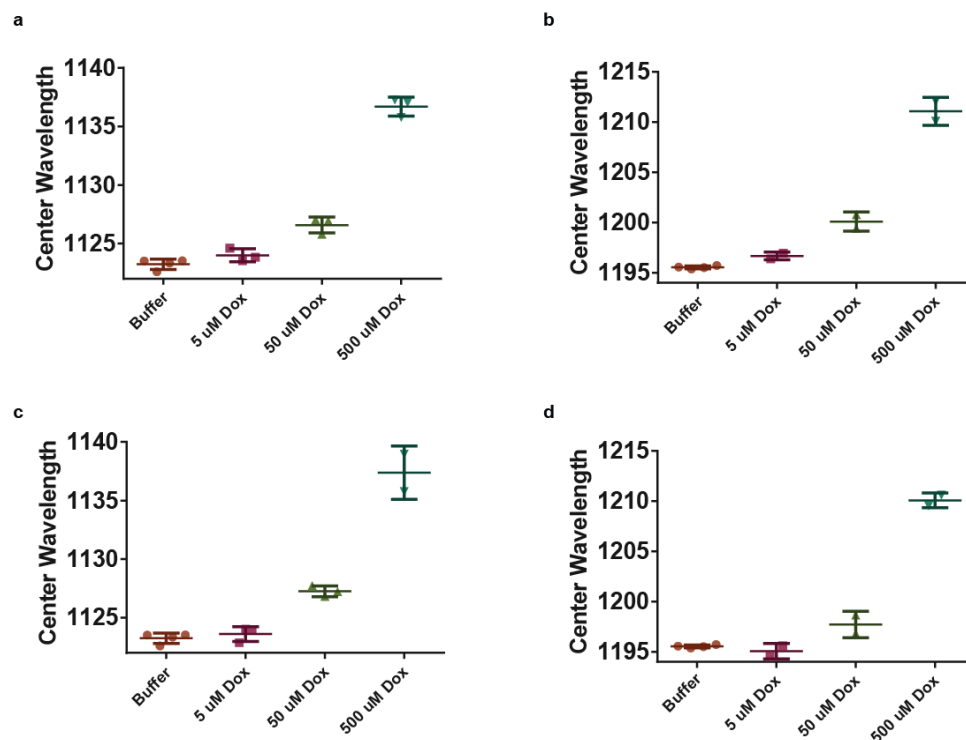 a
Center Wavelength
1140
1135
1130
1125
Buffer
5 uM Dox
50 uM Dox
500 uM Dox
b
Center Wavelength
1215
1210
1205
1200
1195
Buffer
5 uM Dox
50 uM Dox
500 uM Dox
c
Center Wavelength
1140
1135
1130
1125
Buffer
5 uM Dox
50 uM Dox
500 uM Dox
d
Center Wavelength
1215
1210
1205
1200
1195
Buffer
5 uM Dox
50 uM Dox
500 uM Dox